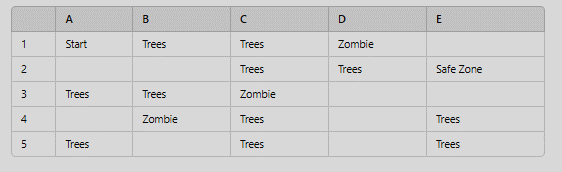 A B C D E
1 Start Trees Trees Zombie
2 Trees Trees Safe Zone
3 Trees Trees Zombie
4 Zombie Trees Trees
5 Trees Trees Trees